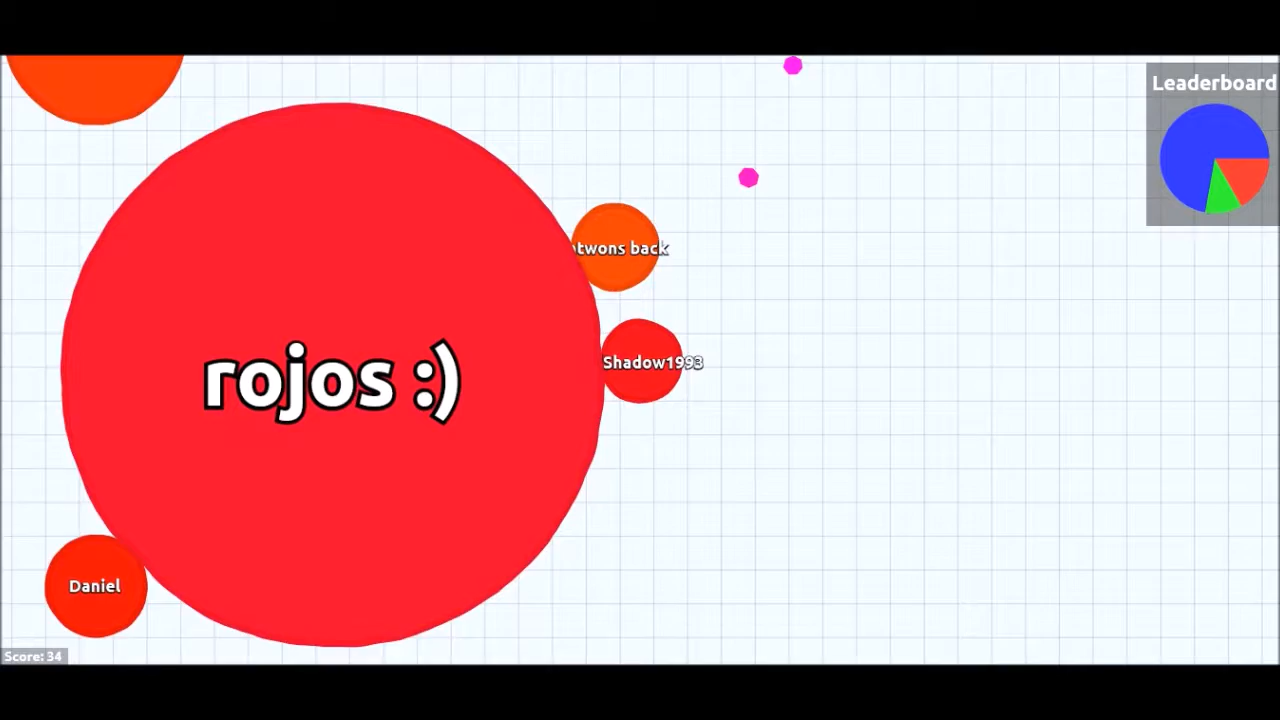 Leaderboard
twons back
Shadow1993
rojos :)
Daniel
Score: 34